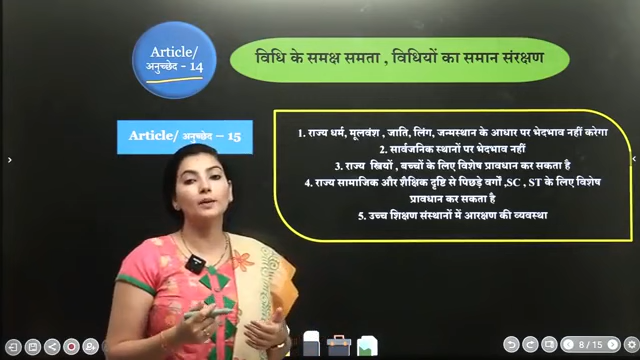 Article/
अनुच्छेद - 14
विधि के समक्ष समता , विधियों का समान संरक्षण
Article/ अनुच्छेद – 15
1. राज्य धर्म, मूलवंश , जाति, लिंग, जन्मस्थान के आधार पर भेदभाव नहीं करेगा
2. सार्वजनिक स्थानों पर भेदभाव नहीं
3. राज्य स्त्रियों , बच्चों के लिए विशेष प्रावधान कर सकता है
4. राज्य सामाजिक और शैक्षिक दृष्टि से पिछड़े वर्गों ,SC , ST के लिए विशेष
प्रावधान कर सकता है
5. उच्च शिक्षण संस्थानों में आरक्षण की व्यवस्था
8 / 15